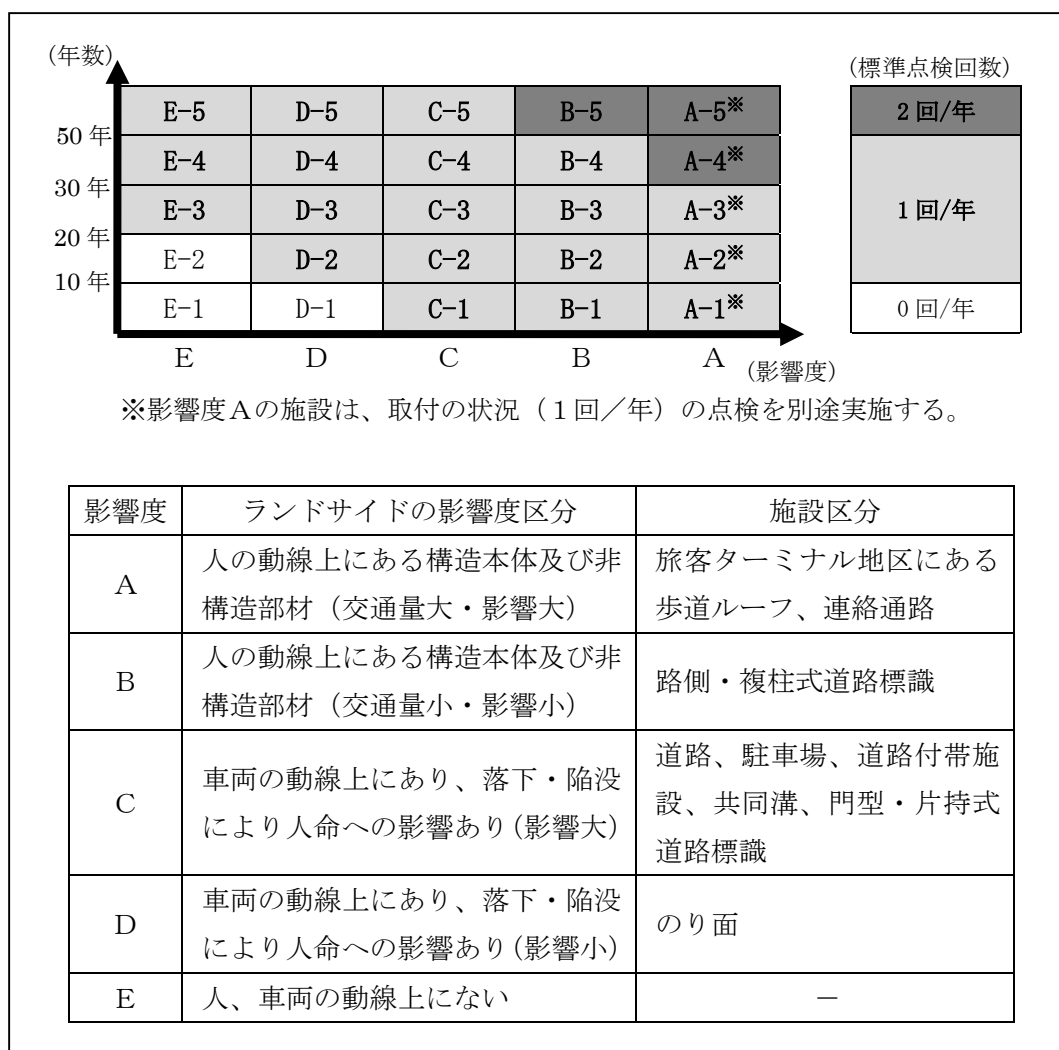 （年数）
（標準点検回数）
E-5 D-5 C-5 B-5 A-5※ 2回/年
50年
E-4 D-4 C-4 B-4 A-4※
30年
E-3 D-3 C-3 B-3 A-3※ 1回/年
20年
E-2 D-2 C-2 B-2 A-2※
10年
E-1 D-1 C-1 B-1 A-1※ 0回/年
E D C B A （影響度）
※影響度Aの施設は、取付の状況（１回／年）の点検を別途実施する。
影響度 ランドサイドの影響度区分 施設区分
A
人の動線上にある構造本体及び非
構造部材（交通量大・影響大）
旅客ターミナル地区にある
歩道ルーフ、連絡通路
B
人の動線上にある構造本体及び非
構造部材（交通量小・影響小）
路側・複柱式道路標識
C
車両の動線上にあり、落下・陥没
により人命への影響あり（影響大）
道路、駐車場、道路付帯施
設、共同溝、門型・片持式
道路標識
D
車両の動線上にあり、落下・陥没
により人命への影響あり（影響小）
のり面
E 人、車両の動線上にない －